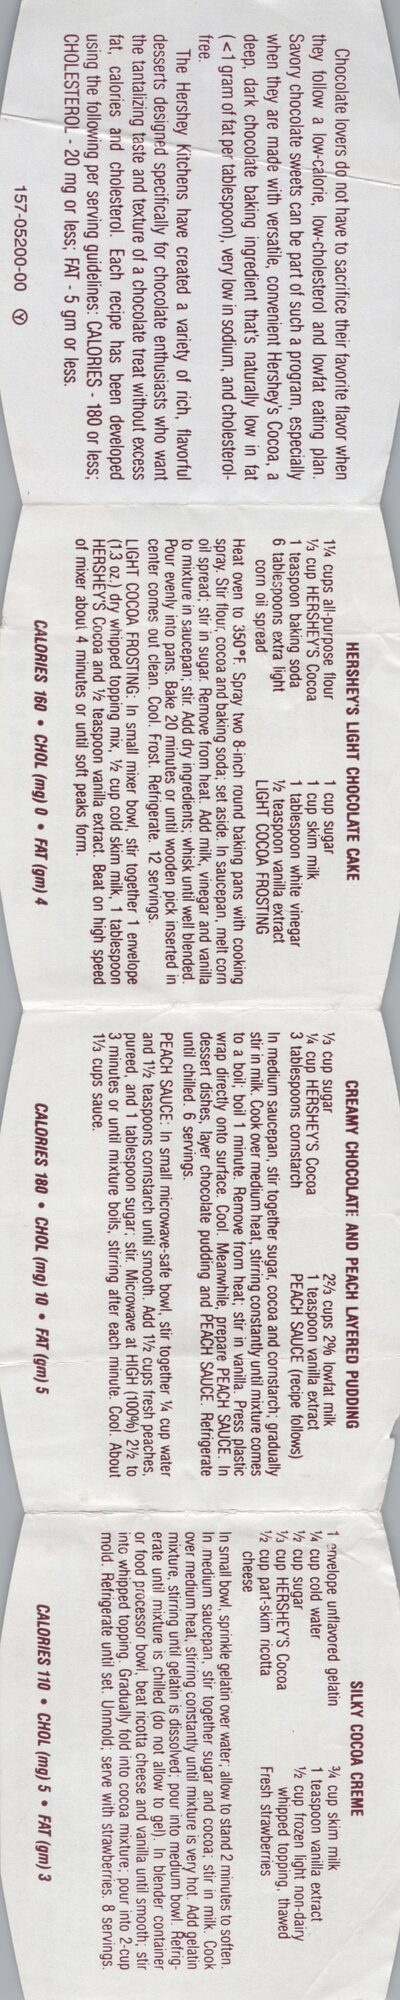 Chocolate lovers do not have to sacrifice their favorite flavor when
they follow a low-calorie, low-cholesterol and lowfat eating plan.
Savory chocolate sweets can be part of such a program, especially
when they are made with versatile, convenient Hershey's Cocoa, a
deep, dark chocolate baking ingredient that's naturally low in fat
(<1 gram of fat per tablespoon), very low in sodium, and cholesterol-
free.
The Hershey Kitchens have created a variety of rich, flavorful
desserts designed specifically for chocolate enthusiasts who want
the tantalizing taste and texture of a chocolate treat without excess
fat, calories and cholesterol. Each recipe has been developed
using the following per serving guidelines: CALORIES - 180 or less;
CHOLESTEROL - 20 mg or less; FAT - 5 gm or less.
157-05200-00 Ⓨ
HERSHEY'S LIGHT CHOCOLATE CAKE
1¼ cups all-purpose flour
⅓ cup HERSHEY'S Cocoa
1 teaspoon baking soda
6 tablespoons extra light
corn oil spread
1 cup sugar
1 cup skim milk
1 tablespoon white vinegar
½ teaspoon vanilla extract
LIGHT COCOA FROSTING
Heat oven to 350°F. Spray two 8-inch round baking pans with cooking
spray. Stir flour, cocoa and baking soda; set aside. In saucepan, melt corn
oil spread; stir in sugar. Remove from heat. Add milk, vinegar and vanilla
to mixture in saucepan; stir. Add dry ingredients; whisk until well blended.
Pour evenly into pans. Bake 20 minutes or until wooden pick inserted in
center comes out clean. Cool. Frost. Refrigerate. 12 servings.
LIGHT COCOA FROSTING: In small mixer bowl, stir together 1 envelope
(1.3 oz.) dry whipped topping mix, ½ cup cold skim milk, 1 tablespoon
HERSHEY'S Cocoa and ½ teaspoon vanilla extract. Beat on high speed
of mixer about 4 minutes or until soft peaks form.
CALORIES 160 • CHOL (mg) 0 • FAT (gm) 4
CREAMY CHOCOLATE AND PEACH LAYERED PUDDING
⅓ cup sugar
¼ cup HERSHEY'S Cocoa
3 tablespoons cornstarch
2⅔ cups 2% lowfat milk
1 teaspoon vanilla extract
PEACH SAUCE (recipe follows)
In medium saucepan, stir together sugar, cocoa and cornstarch; gradually
stir in milk. Cook over medium heat, stirring constantly until mixture comes
to a boil; boil 1 minute. Remove from heat; stir in vanilla. Press plastic
wrap directly onto surface. Cool. Meanwhile, prepare PEACH SAUCE. In
dessert dishes, layer chocolate pudding and PEACH SAUCE. Refrigerate
until chilled. 6 servings.
PEACH SAUCE: In small microwave-safe bowl, stir together ¼ cup water
and 1½ teaspoons cornstarch until smooth. Add 1½ cups fresh peaches,
pureed, and 1 tablespoon sugar; stir. Microwave at HIGH (100%) 2½ to
3 minutes or until mixture boils, stirring after each minute. Cool. About
1⅓ cups sauce.
CALORIES 180 • CHOL (mg) 10 • FAT (gm) 5
SILKY COCOA CREME
1 envelope unflavored gelatin
¼ cup cold water
½ cup sugar
⅓ cup HERSHEY'S Cocoa
½ cup part-skim ricotta
cheese
¾ cup skim milk
1 teaspoon vanilla extract
½ cup frozen light non-dairy
whipped topping, thawed
Fresh strawberries
In small bowl, sprinkle gelatin over water; allow to stand 2 minutes to soften.
In medium saucepan, stir together sugar and cocoa; stir in milk. Cook
over medium heat, stirring constantly until mixture is very hot. Add gelatin
mixture, stirring until gelatin is dissolved; pour into medium bowl. Refrig-
erate until mixture is chilled (do not allow to gel). In blender container
or food processor bowl, beat ricotta cheese and vanilla until smooth; stir
into whipped topping. Gradually fold into cocoa mixture; pour into 2-cup
mold. Refrigerate until set. Unmold; serve with strawberries. 8 servings.
CALORIES 110 • CHOL (mg) 5 • FAT (gm) 3